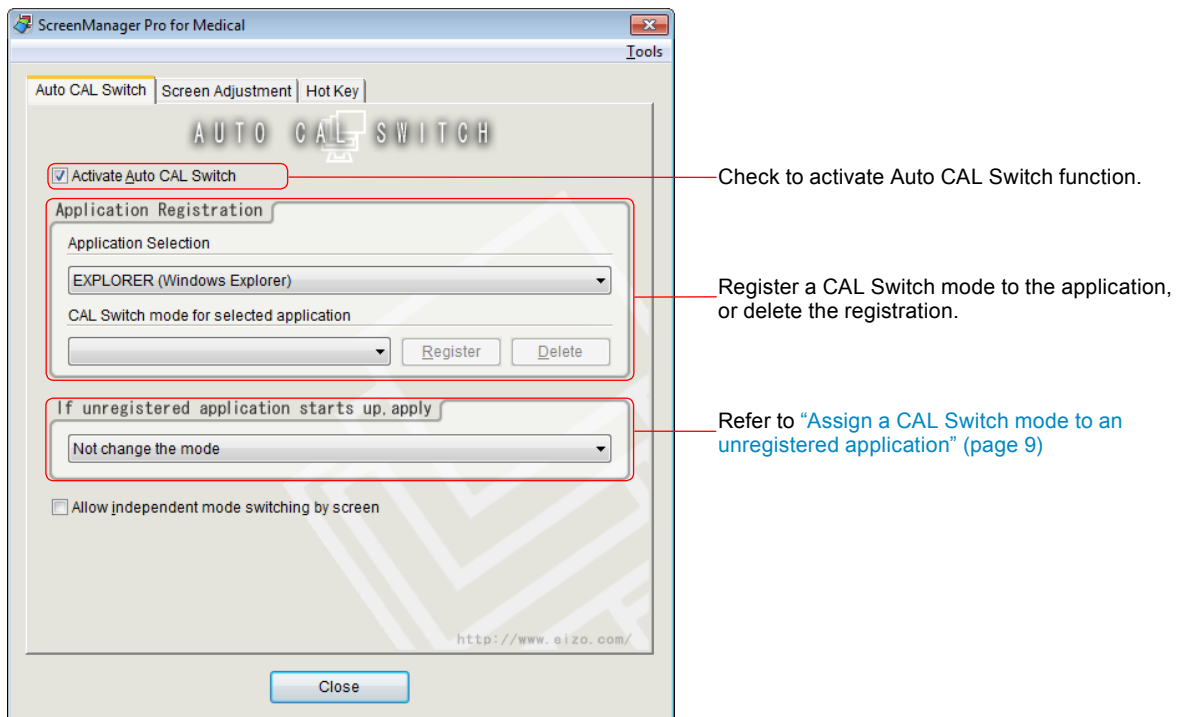 ScreenManager Pro for Medical
Tools
Auto CAL Switch Screen Adjustment Hot Key
AUTO CAL SWITCH
Activate Auto CAL Switch
Check to activate Auto CAL Switch function.
Application Registration
Application Selection
EXPLORER (Windows Explorer)
CAL Switch mode for selected application
Register Delete
Register a CAL Switch mode to the application,
or delete the registration.
If unregistered application starts up, apply
Not change the mode
Refer to “Assign a CAL Switch mode to an
unregistered application” (page 9)
Allow independent mode switching by screen
http://www.eizo.com/
Close